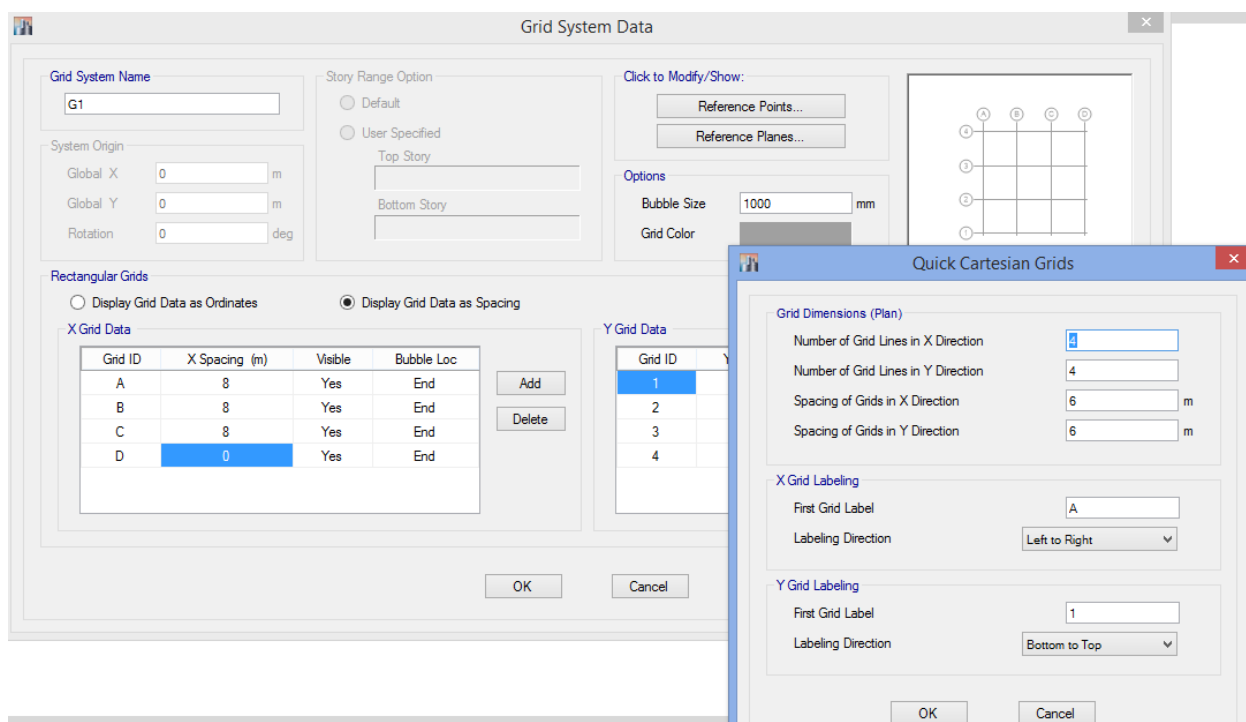 Grid System Data
Grid System Name
G1
System Origin
Global X 0 m
Global Y 0 m
Rotation 0 deg
Story Range Option
Default
User Specified
Top Story
Bottom Story
Click to Modify/Show:
Reference Points...
Reference Planes...
Options
Bubble Size 1000 mm
Grid Color
A B C D
4
3
2
1
Rectangular Grids
Display Grid Data as Ordinates Display Grid Data as Spacing
X Grid Data
Grid ID X Spacing (m) Visible Bubble Loc
A 8 Yes End
B 8 Yes End
C 8 Yes End
D 0 Yes End
Add
Delete
Y Grid Data
Grid ID Y
1
2
3
4
OK Cancel
Quick Cartesian Grids
Grid Dimensions (Plan)
Number of Grid Lines in X Direction 4
Number of Grid Lines in Y Direction 4
Spacing of Grids in X Direction 6 m
Spacing of Grids in Y Direction 6 m
X Grid Labeling
First Grid Label A
Labeling Direction Left to Right
Y Grid Labeling
First Grid Label 1
Labeling Direction Bottom to Top
OK Cancel